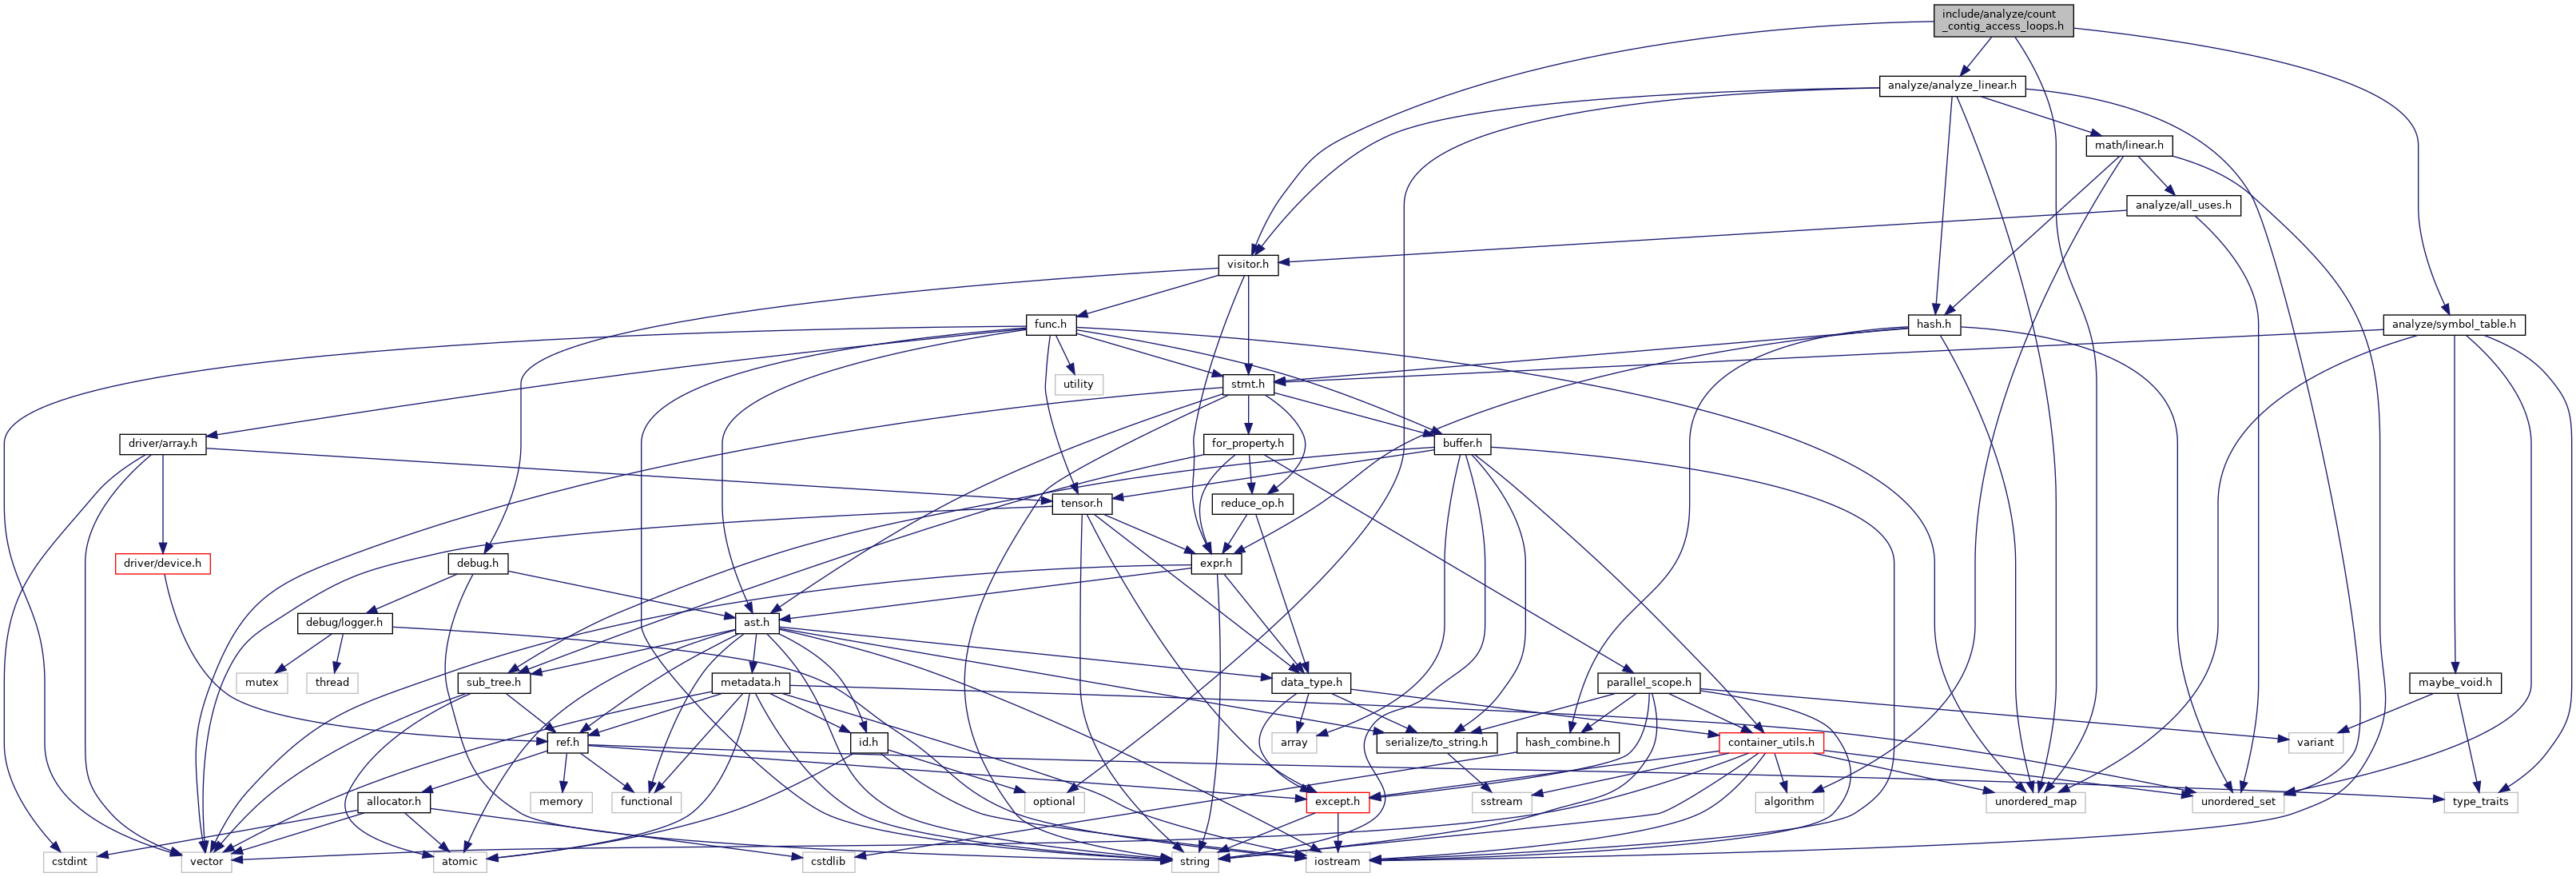 include/analyze/count
_contig_access_loops.h
analyze/analyze_linear.h
math/linear.h
analyze/all_uses.h
visitor.h
func.h
hash.h
analyze/symbol_table.h
utility
stmt.h
driver/array.h
for_property.h
buffer.h
tensor.h
reduce_op.h
driver/device.h
debug.h
expr.h
debug/logger.h
ast.h
mutex
thread
sub_tree.h
metadata.h
data_type.h
parallel_scope.h
maybe_void.h
ref.h
id.h
array
serialize/to_string.h
hash_combine.h
container_utils.h
variant
allocator.h
memory
functional
optional
except.h
sstream
algorithm
unordered_map
unordered_set
type_traits
cstdint
vector
atomic
cstdlib
string
iostream